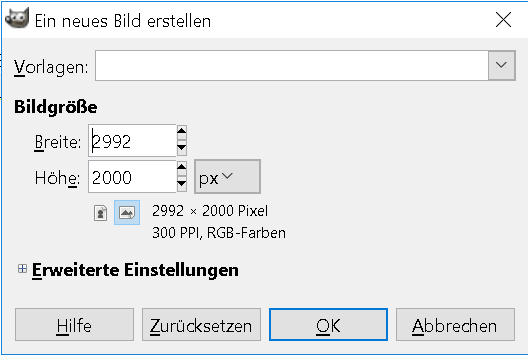 Ein neues Bild erstellen
Vorlagen:
Bildgröße
Breite: 2992
Höhe: 2000 px
2992 × 2000 Pixel
300 PPI, RGB-Farben
Erweiterte Einstellungen
Hilfe Zurücksetzen OK Abbrechen